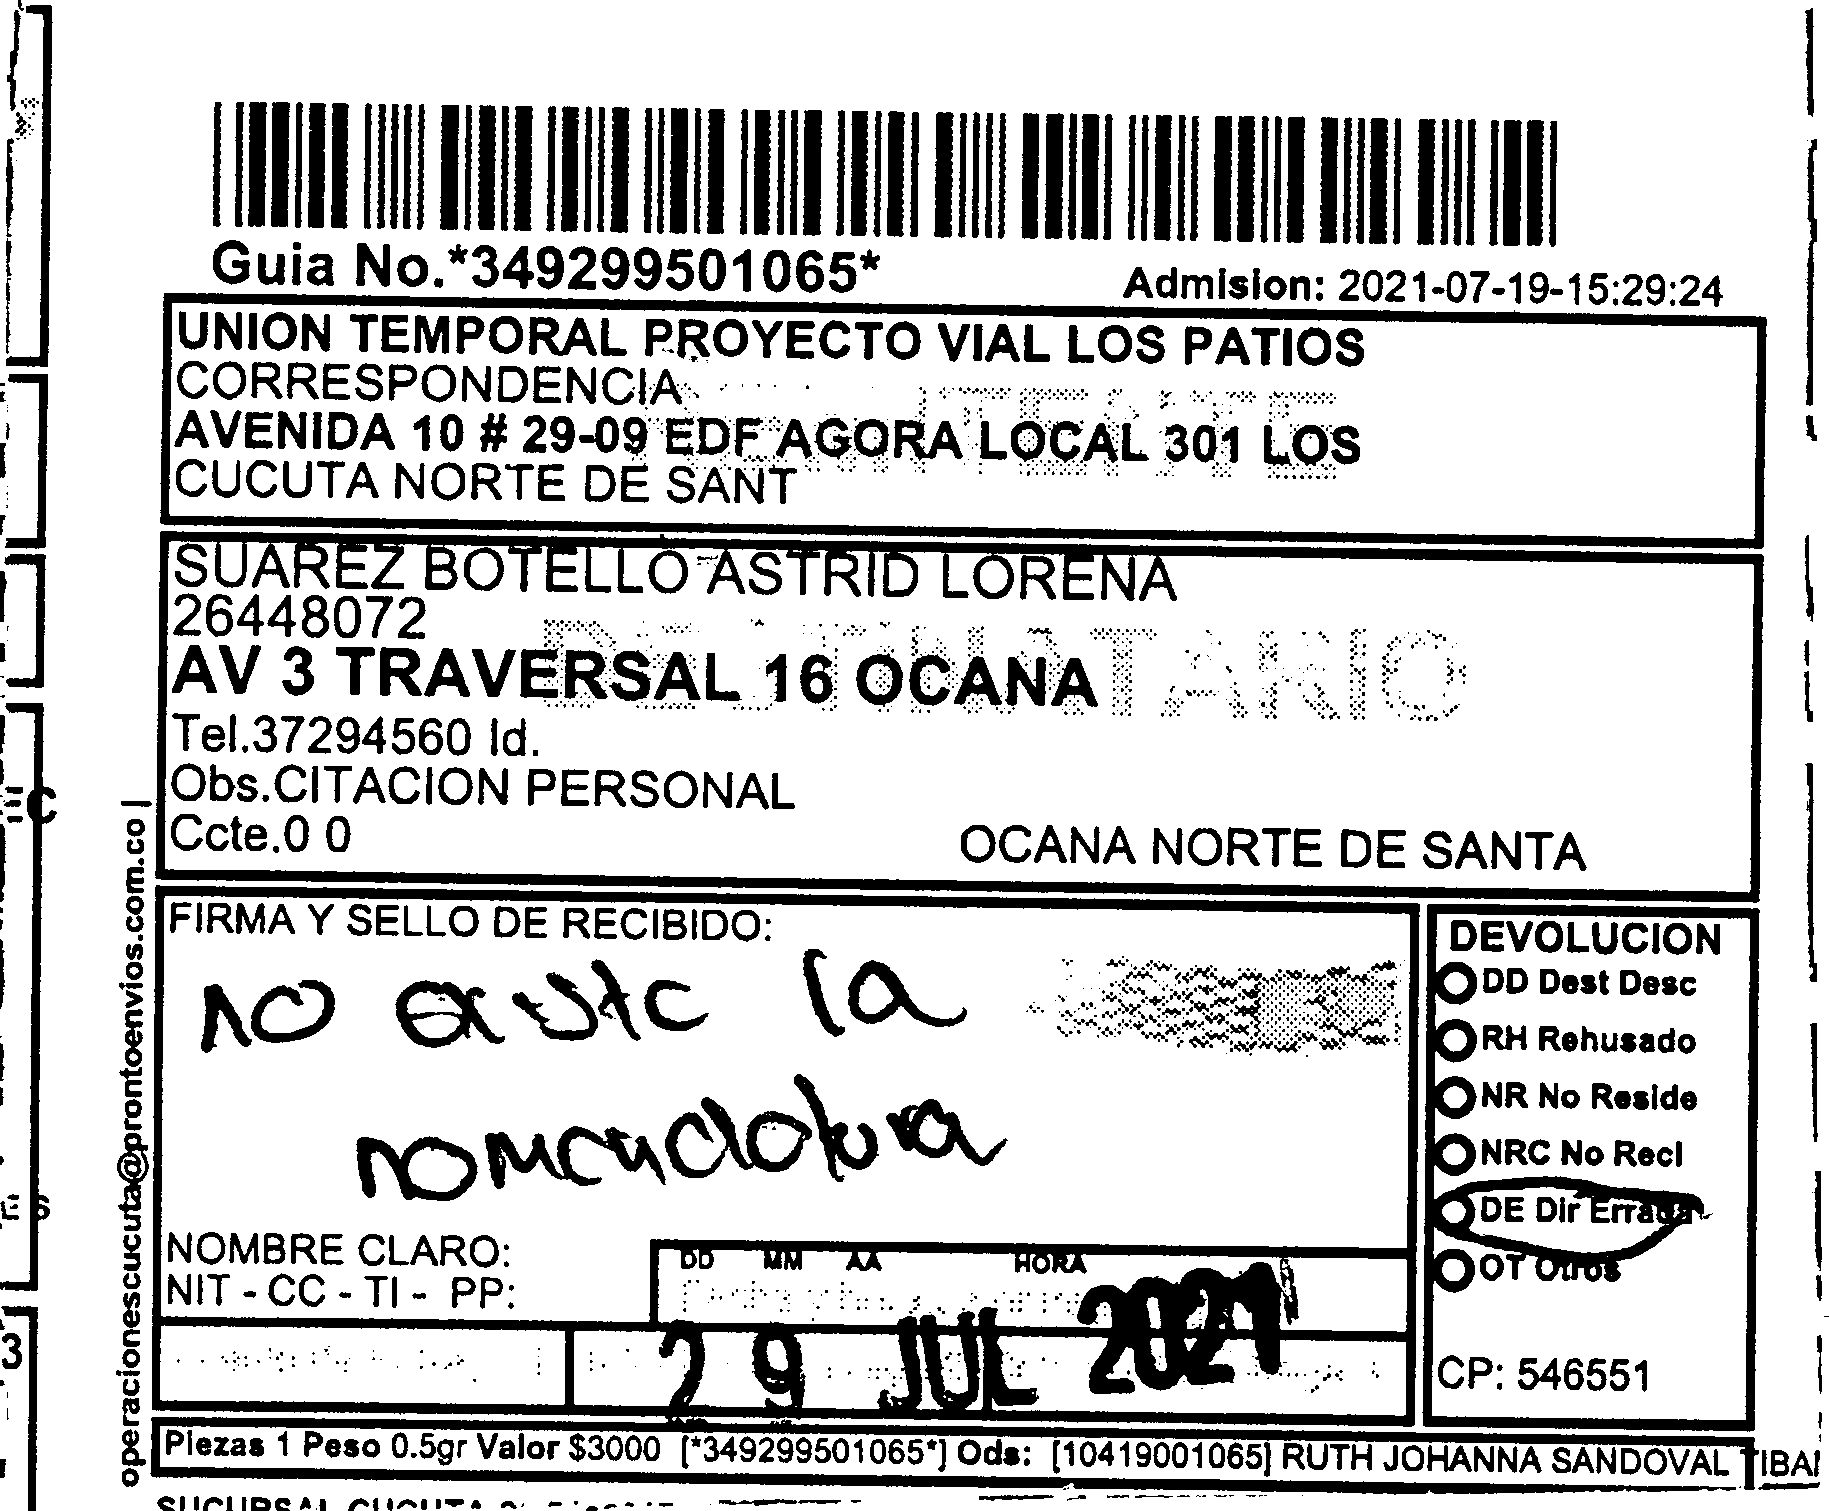 Guia No.*349299501065*
Admision: 2021-07-19-15:29:24
UNION TEMPORAL PROYECTO VIAL LOS PATIOS
CORRESPONDENCIA
AVENIDA 10 # 29-09 EDF AGORA LOCAL 301 LOS
CUCUTA NORTE DE SANT
SUAREZ BOTELLO ASTRID LORENA
26448072
DESTINATARIO
AV 3 TRAVERSAL 16 OCANA
Tel.37294560 Id.
Obs.CITACION PERSONAL
Ccte.0 0
OCANA NORTE DE SANTA
operacionescucuta@prontoenvios.com.co |
FIRMA Y SELLO DE RECIBIDO:
no existe la
nomenclatura
NOMBRE CLARO:
NIT - CC - TI - PP:
DD MM AA HORA
29 JUL 2021
DEVOLUCION
DD Dest Desc
RH Rehusado
NR No Reside
NRC No Recl
DE Dir Errada
OT Otros
CP: 546551
Piezas 1 Peso 0.5gr Valor $3000 [*349299501065*] Ods: [10419001065] RUTH JOHANNA SANDOVAL TIBA
SUCURSAL CUCUTA